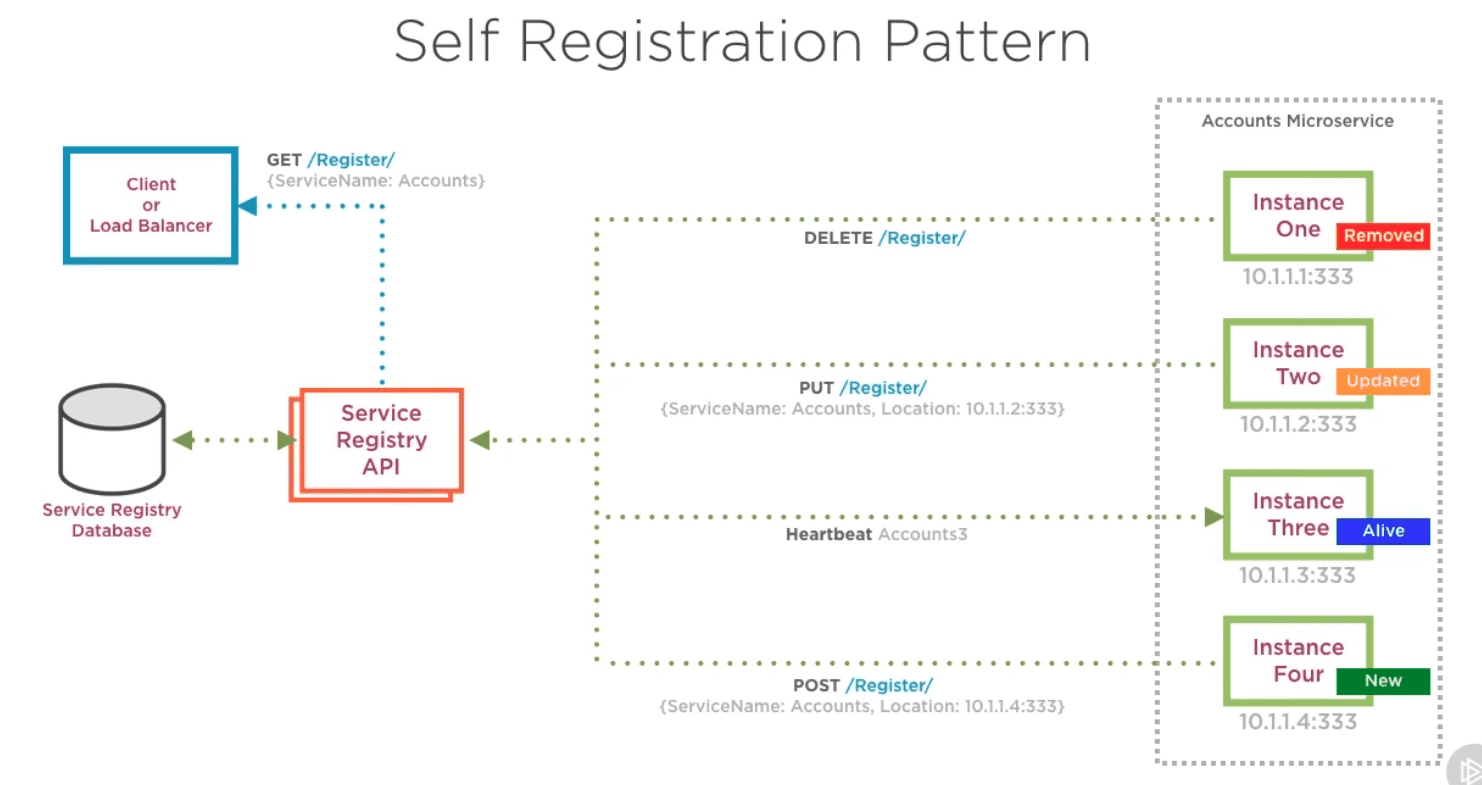 Self Registration Pattern
Accounts Microservice
Client
or
Load Balancer
GET /Register/
{ServiceName: Accounts}
Instance
One
Removed
10.1.1.1:333
DELETE /Register/
Instance
Two
Updated
10.1.1.2:333
PUT /Register/
{ServiceName: Accounts, Location: 10.1.1.2:333}
Service
Registry
API
Service Registry
Database
Instance
Three
Alive
10.1.1.3:333
Heartbeat Accounts3
Instance
Four
New
10.1.1.4:333
POST /Register/
{ServiceName: Accounts, Location: 10.1.1.4:333}